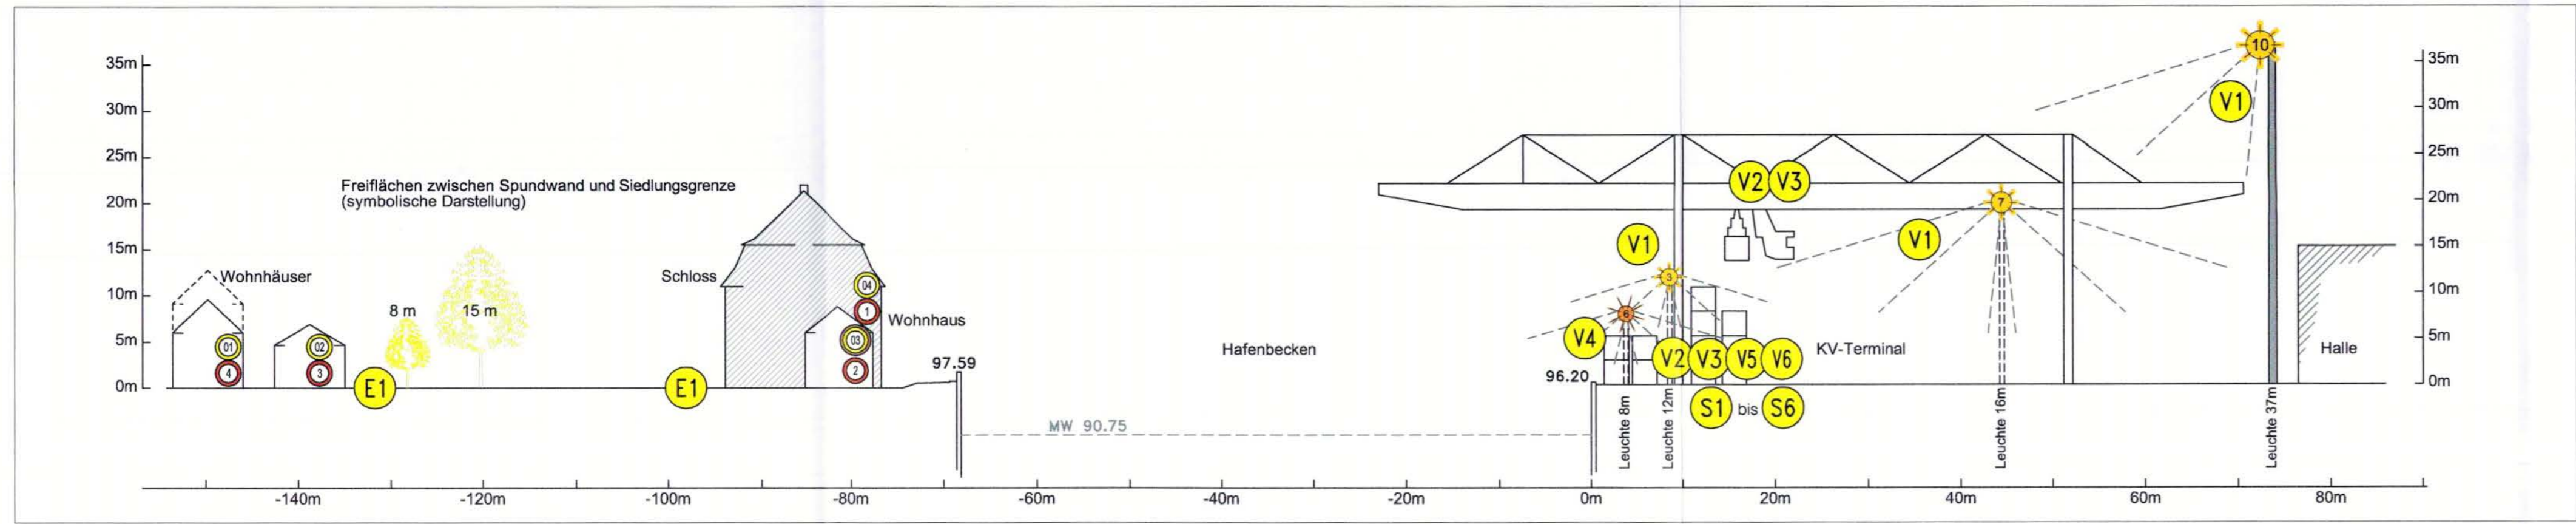 35m
30m
25m
20m
15m
10m
5m
0m
Freiflächen zwischen Spundwand und Siedlungsgrenze
(symbolische Darstellung)
Wohnhäuser
01
4
02
3
8 m
15 m
E1
E1
Schloss
04
1
03
2
Wohnhaus
97.59
MW 90.75
Hafenbecken
96.20
V1
V2
V3
V1
V1
10
7
3
6
V4
V2
V3
V5
V6
S1 bis S6
KV-Terminal
Halle
Leuchte 8m
Leuchte 12m
Leuchte 16m
Leuchte 37m
35m
30m
25m
20m
15m
10m
5m
0m
-140m
-120m
-100m
-80m
-60m
-40m
-20m
0m
20m
40m
60m
80m